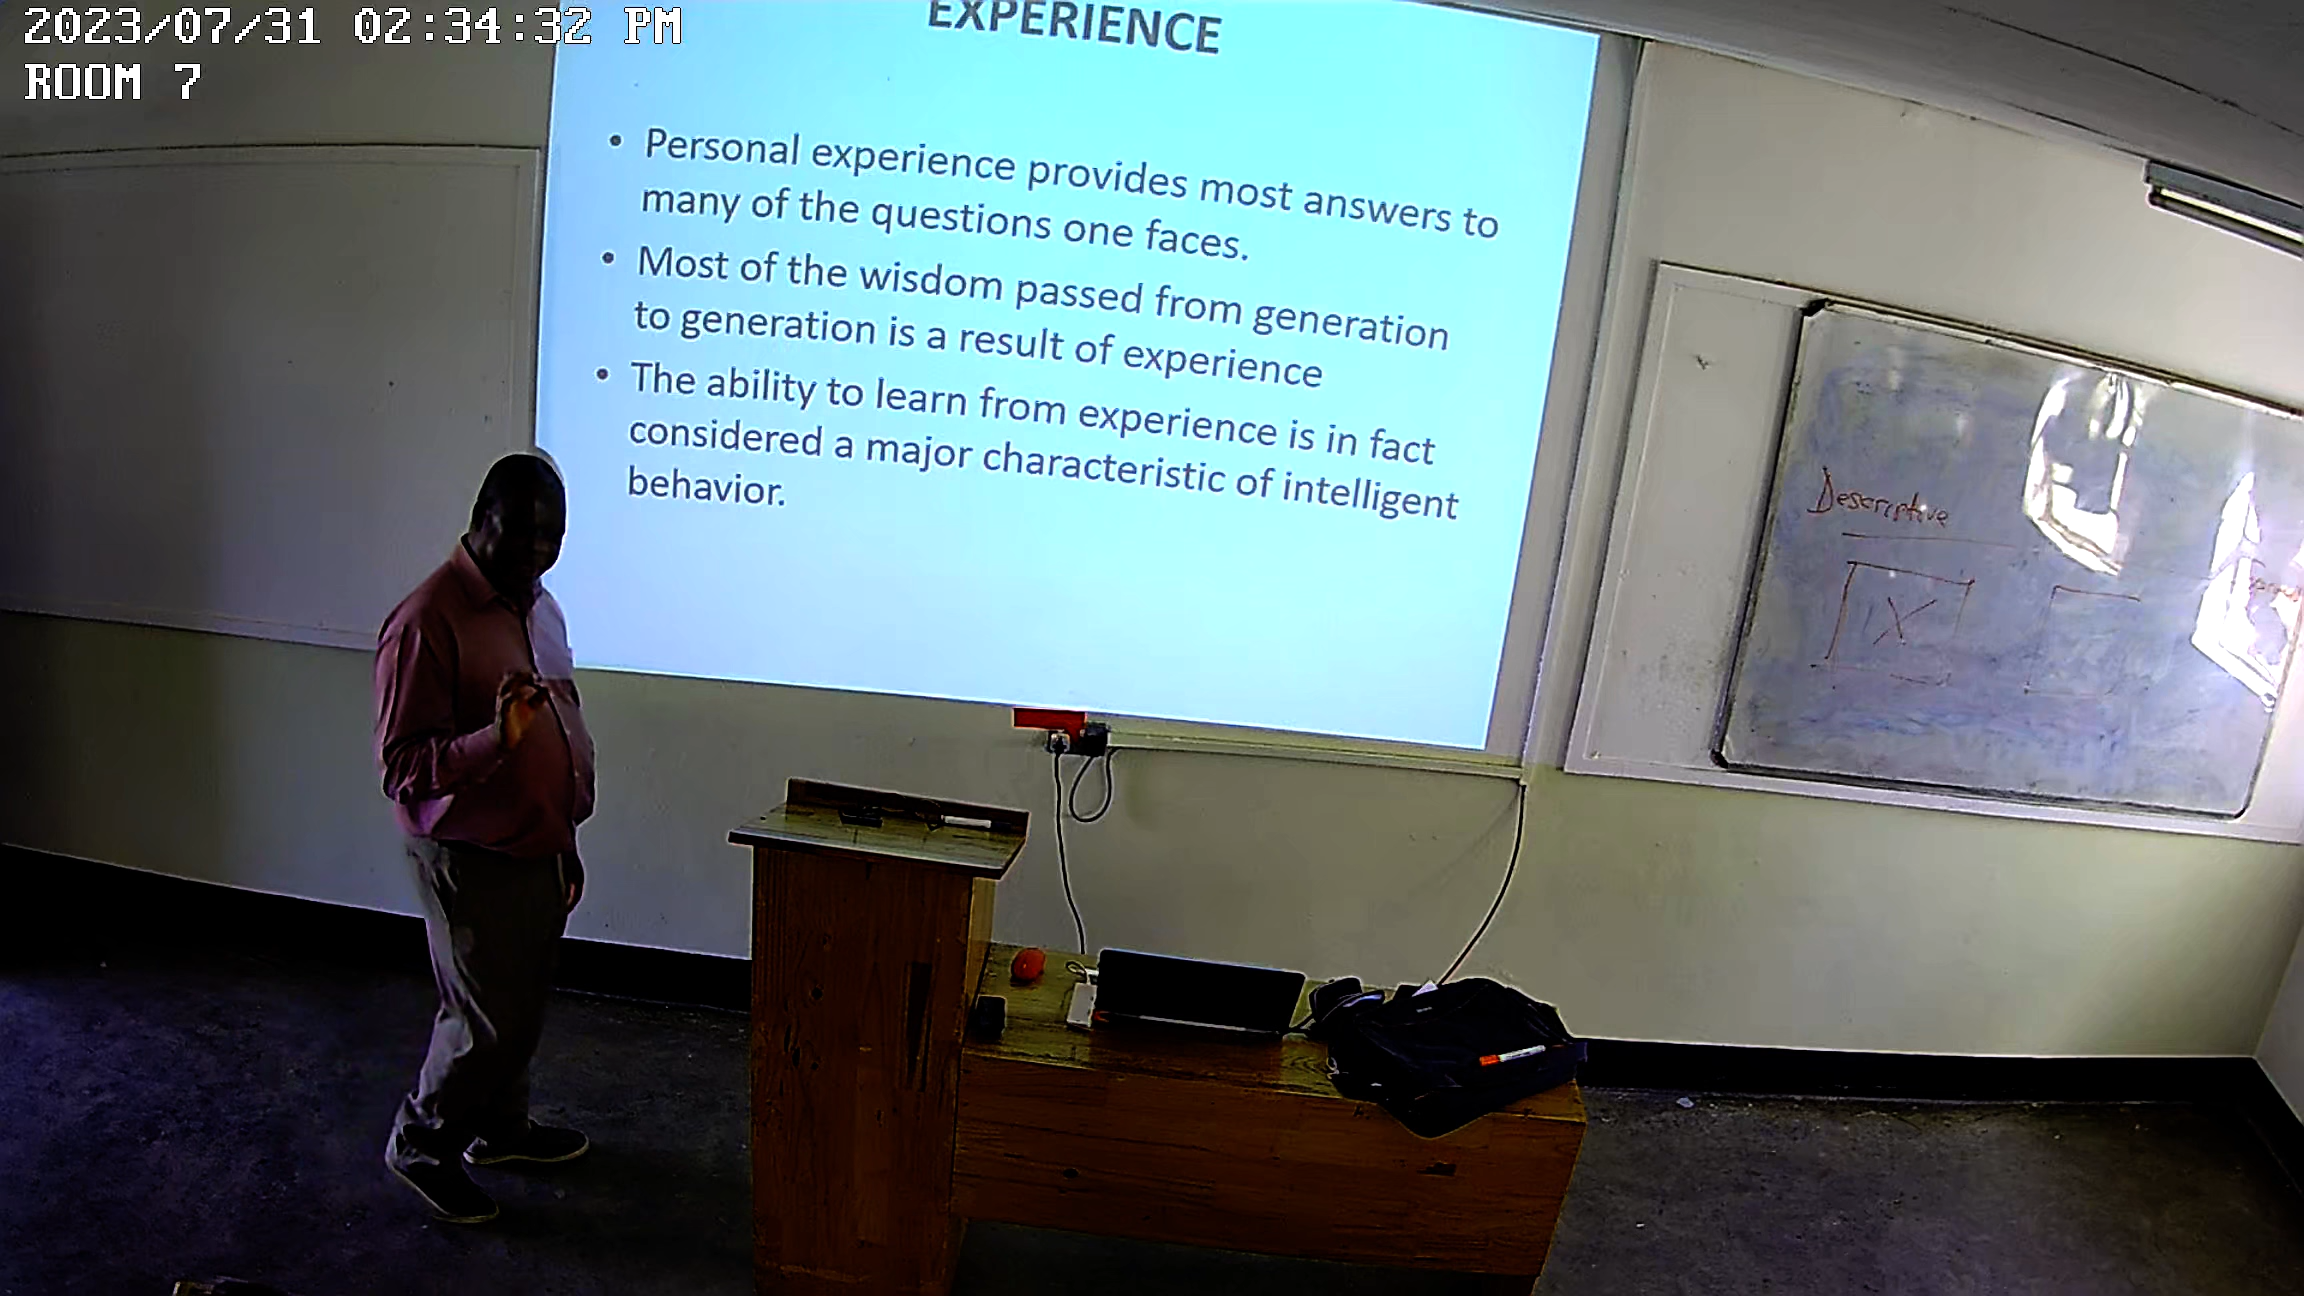 2023/07/31 02:34:32 PM
ROOM 7
EXPERIENCE
• Personal experience provides most answers to
many of the questions one faces.
• Most of the wisdom passed from generation
to generation is a result of experience
• The ability to learn from experience is in fact
considered a major characteristic of intelligent
behavior.
Descriptive
X